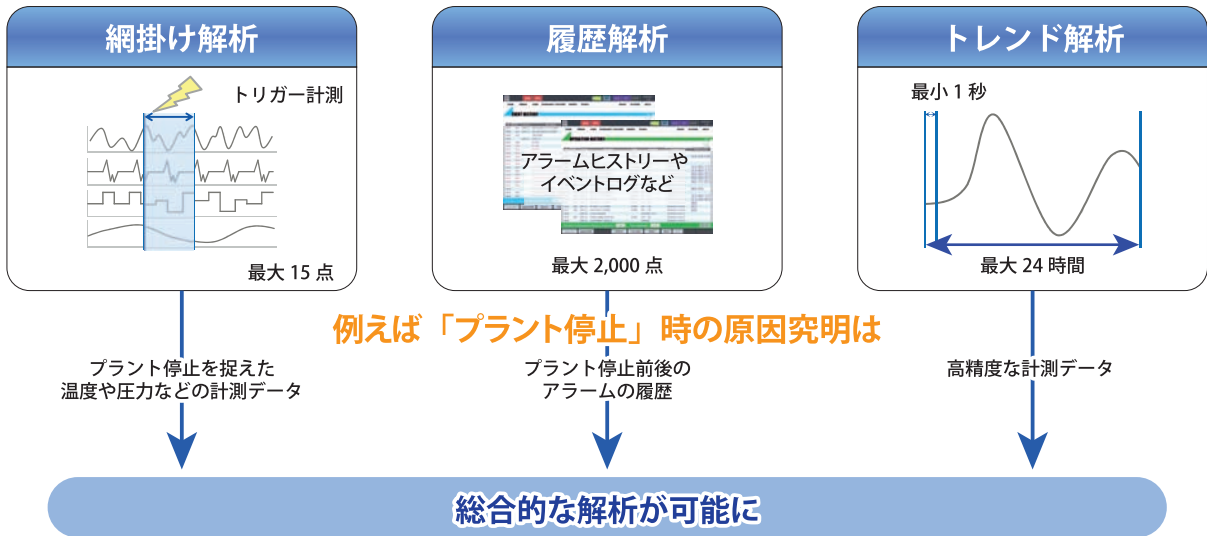 網掛け解析
トリガー計測
最大 15 点
履歴解析
アラームヒストリーや
イベントログなど
最大 2,000 点
トレンド解析
最小 1 秒
最大 24 時間
例えば「プラント停止」時の原因究明は
プラント停止を捉えた
温度や圧力などの計測データ
プラント停止前後の
アラームの履歴
高精度な計測データ
総合的な解析が可能に